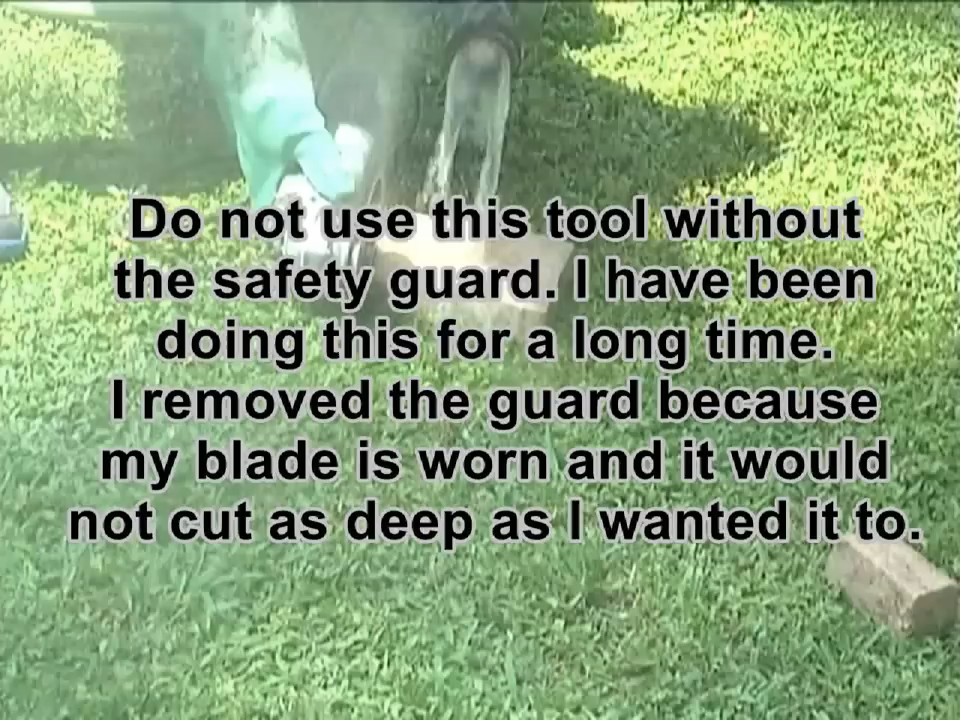 Do not use this tool without
the safety guard. I have been
doing this for a long time.
I removed the guard because
my blade is worn and it would
not cut as deep as I wanted it to.